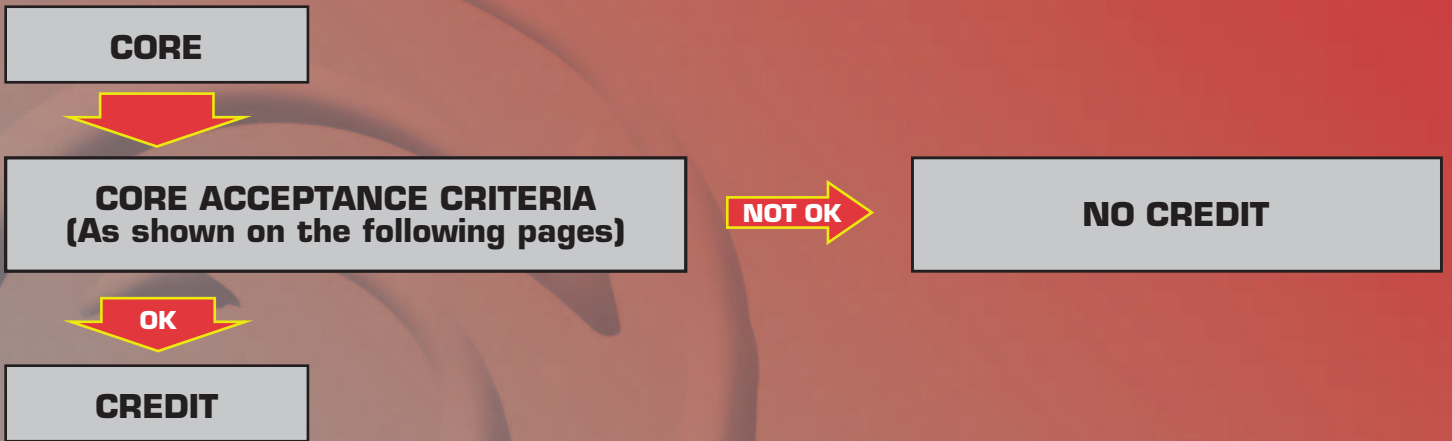 CORE
CORE ACCEPTANCE CRITERIA
(As shown on the following pages)
NOT OK
NO CREDIT
OK
CREDIT